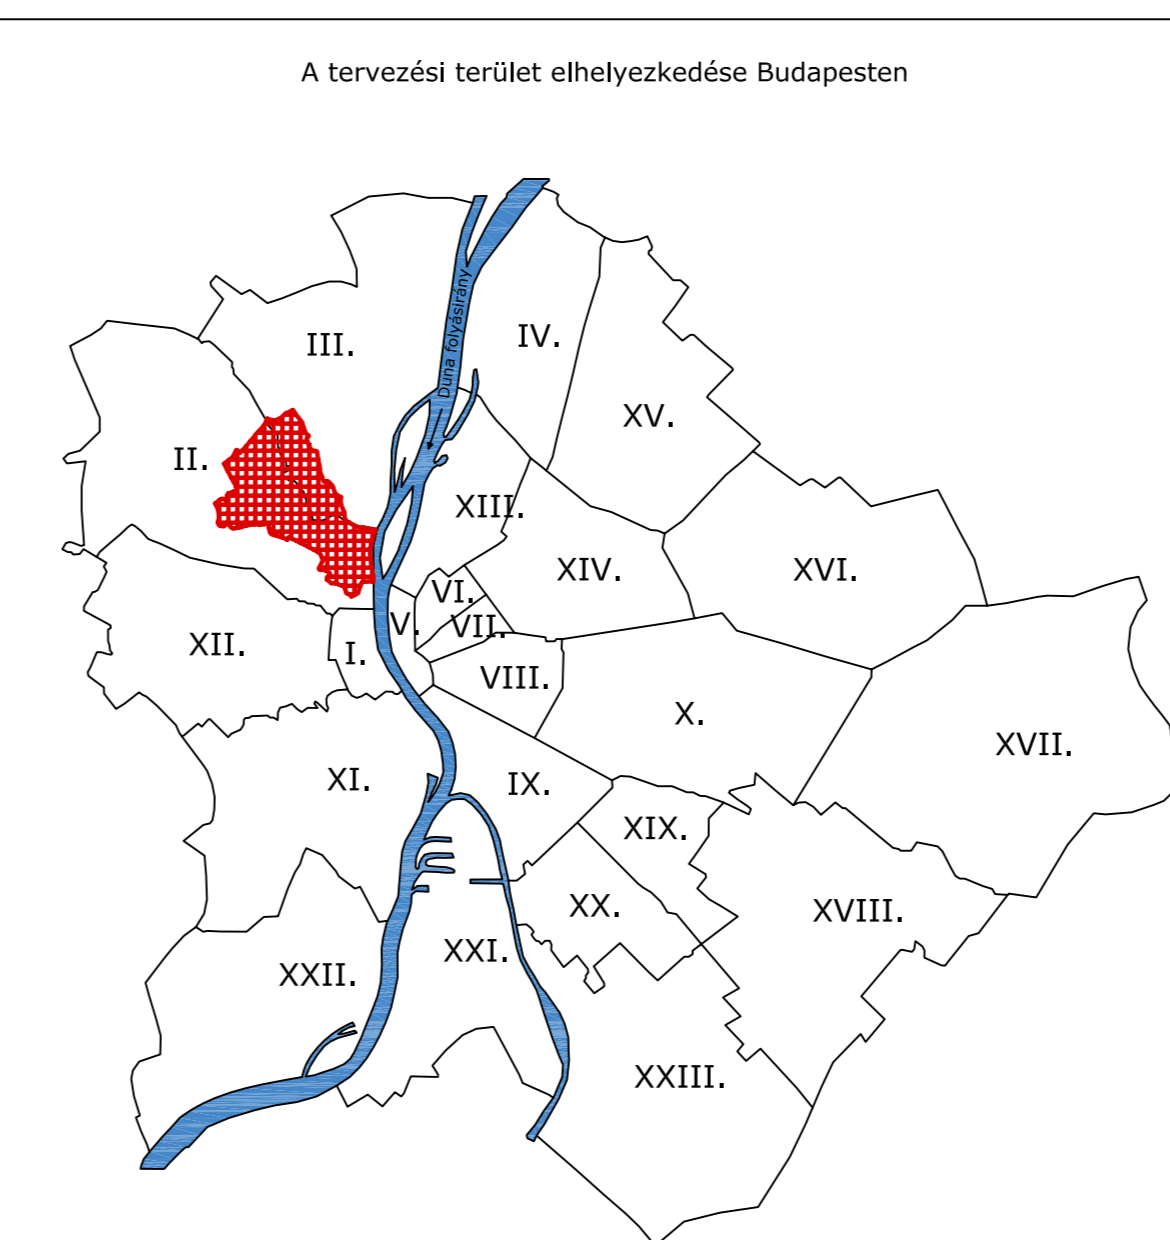 A tervezési terület elhelyezkedése Budapesten
Duna folyásirány
III.
IV.
XV.
II.
XIII.
XIV.
XVI.
VI.
V.
VII.
XII.
I.
VIII.
X.
XVII.
XI.
IX.
XIX.
XX.
XVIII.
XXI.
XXII.
XXIII.